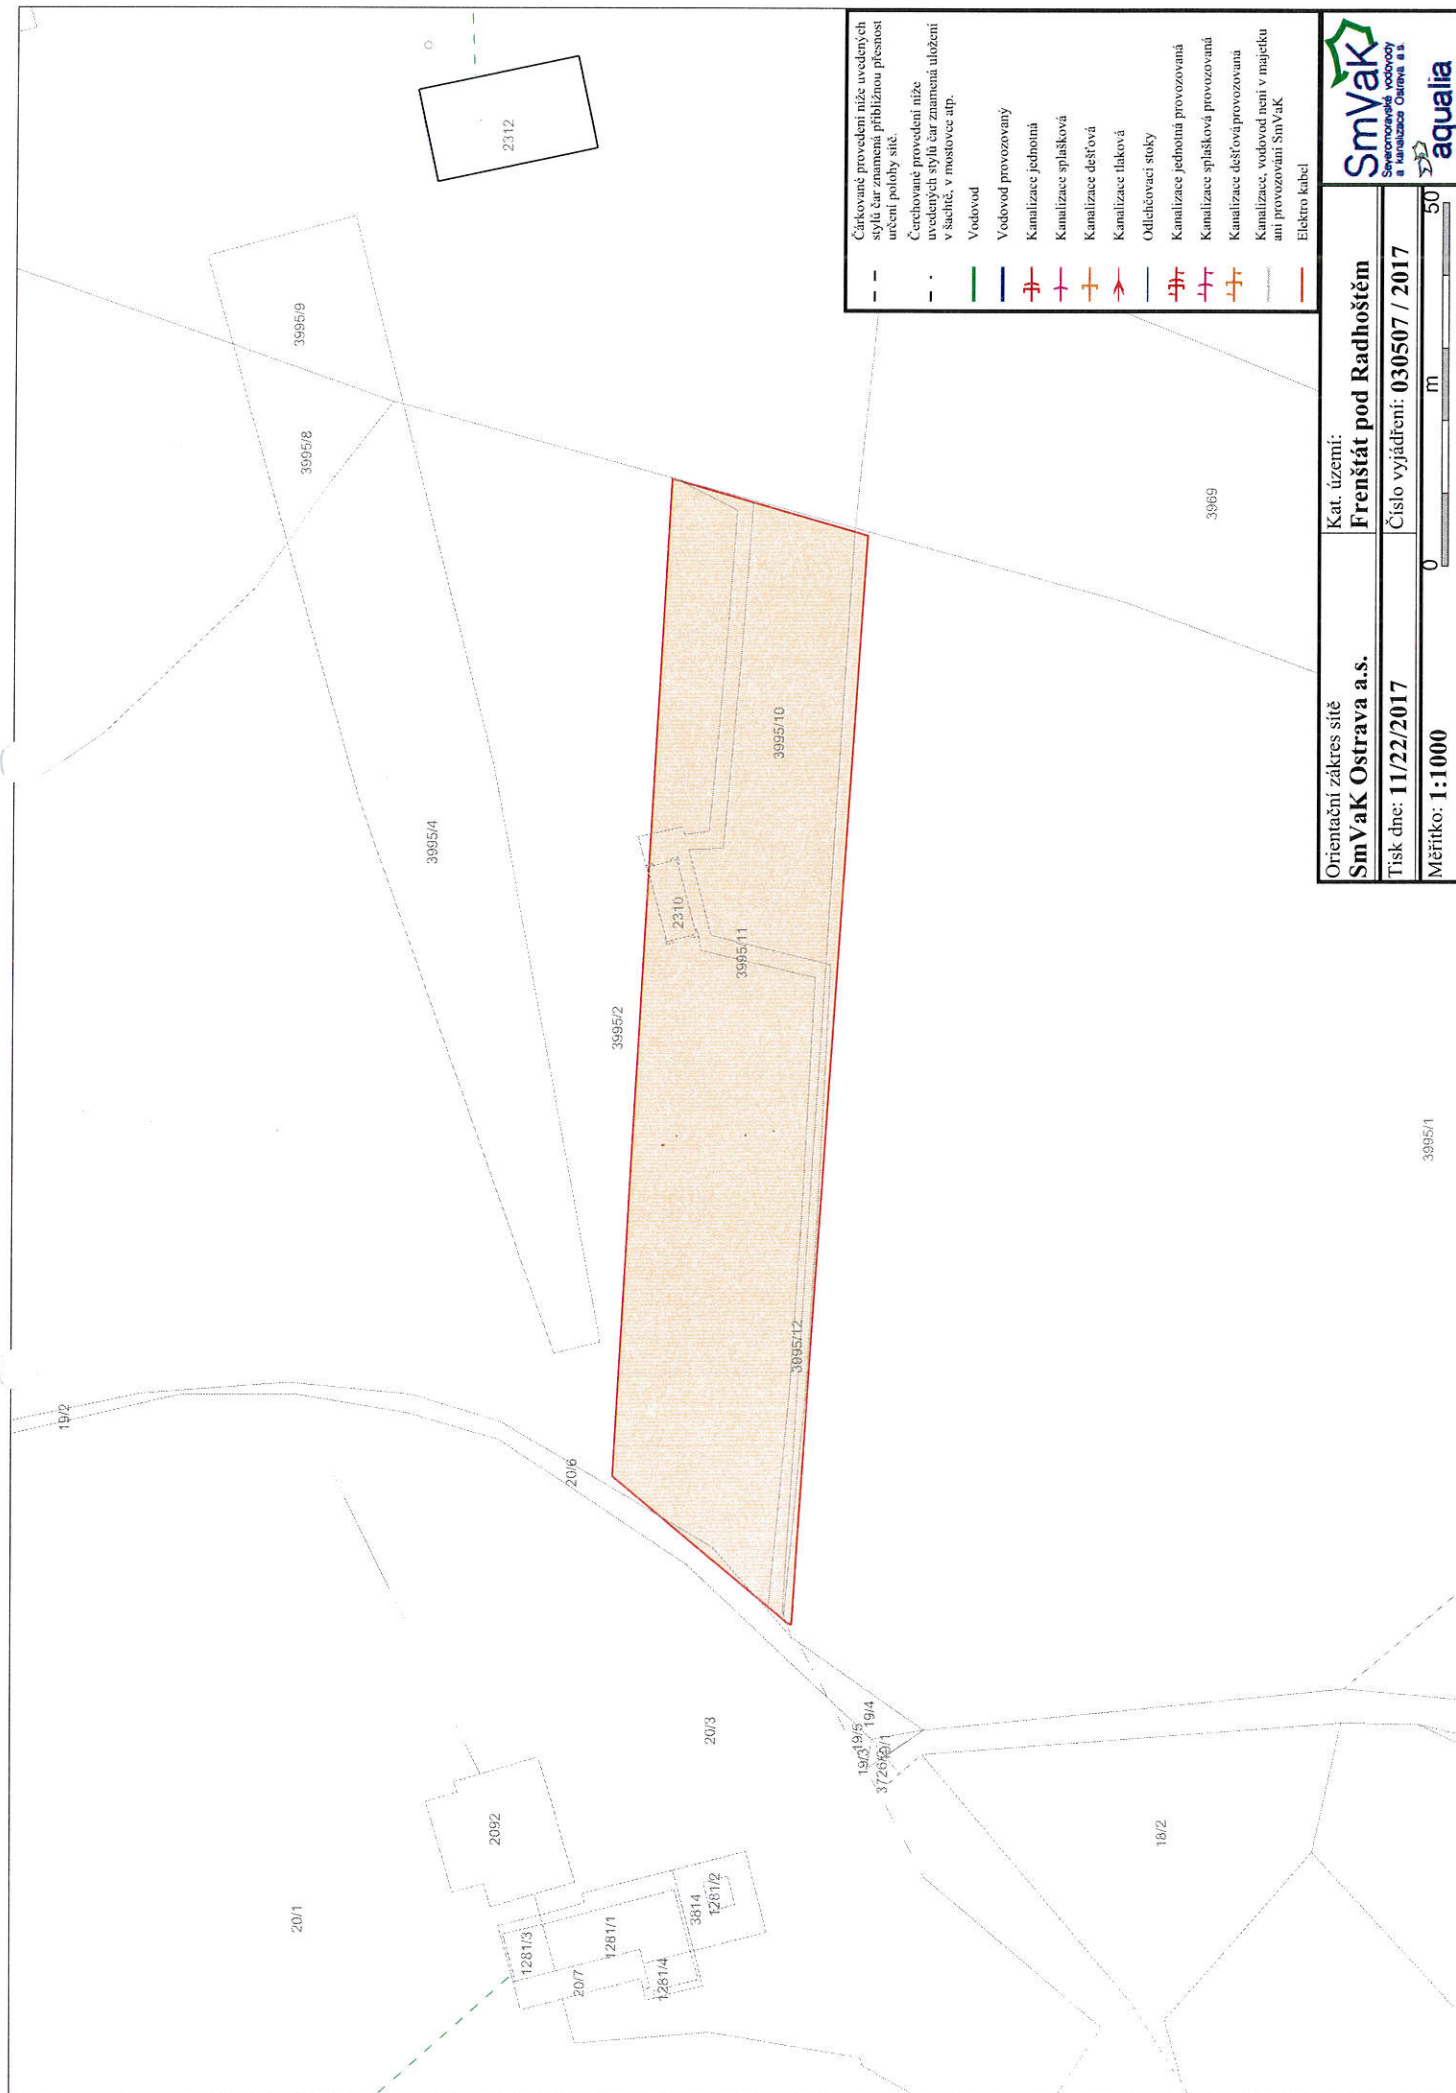 2312
3995/9
3995/8
3995/4
3969
3995/10
2310
3995/11
3995/2
3995/12
3995/1
19/2
20/6
20/3
19/5
19/4
19/3
18/2
2092
20/1
1281/3
1281/1
20/7
1281/4
3814
1281/2
Čárkované provedení níže uvedených
stylů čar znamená přibližnou přesnost
určení polohy sítě.
Čerchované provedení níže
uvedených stylů čar znamená uložení
v šachtě, v mostovce atp.
Vodovod
Vodovod provozovaný
Kanalizace jednotná
Kanalizace splašková
Kanalizace dešťová
Kanalizace tlaková
Odlehčovací stoky
Kanalizace jednotná provozovaná
Kanalizace splašková provozovaná
Kanalizace dešťováprovozovaná
Kanalizace, vodovod není v majetku
ani provozování SmVaK
Elektro kabel
Orientační zákres sítě
SmVaK Ostrava a.s.
Kat. území:
Frenštát pod Radhoštěm
Tisk dne: 11/22/2017
Číslo vyjádření: 030507 / 2017
Měřítko: 1:1000
0 m 50
SmVaK
Severomoravské vodovody
a kanalizace Ostrava a.s.
aqualia